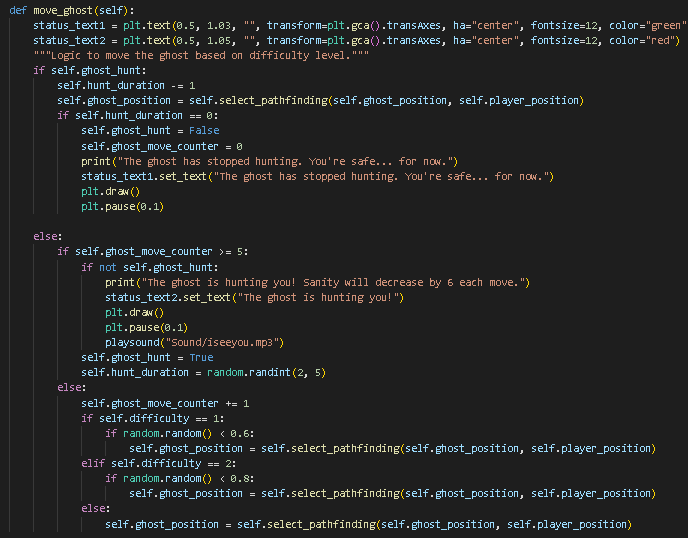 def move_ghost(self):
    status_text1 = plt.text(0.5, 1.03, "", transform=plt.gca().transAxes, ha="center", fontsize=12, color="green"
    status_text2 = plt.text(0.5, 1.05, "", transform=plt.gca().transAxes, ha="center", fontsize=12, color="red")
    """Logic to move the ghost based on difficulty level."""
    if self.ghost_hunt:
        self.hunt_duration -= 1
        self.ghost_position = self.select_pathfinding(self.ghost_position, self.player_position)
        if self.hunt_duration == 0:
            self.ghost_hunt = False
            self.ghost_move_counter = 0
            print("The ghost has stopped hunting. You're safe... for now.")
            status_text1.set_text("The ghost has stopped hunting. You're safe... for now.")
            plt.draw()
            plt.pause(0.1)
    else:
        if self.ghost_move_counter >= 5:
            if not self.ghost_hunt:
                print("The ghost is hunting you! Sanity will decrease by 6 each move.")
                status_text2.set_text("The ghost is hunting you!")
                plt.draw()
                plt.pause(0.1)
                playsound("Sound/iseeyou.mp3")
            self.ghost_hunt = True
            self.hunt_duration = random.randint(2, 5)
        else:
            self.ghost_move_counter += 1
            if self.difficulty == 1:
                if random.random() < 0.6:
                    self.ghost_position = self.select_pathfinding(self.ghost_position, self.player_position)
            elif self.difficulty == 2:
                if random.random() < 0.8:
                    self.ghost_position = self.select_pathfinding(self.ghost_position, self.player_position)
            else:
                self.ghost_position = self.select_pathfinding(self.ghost_position, self.player_position)